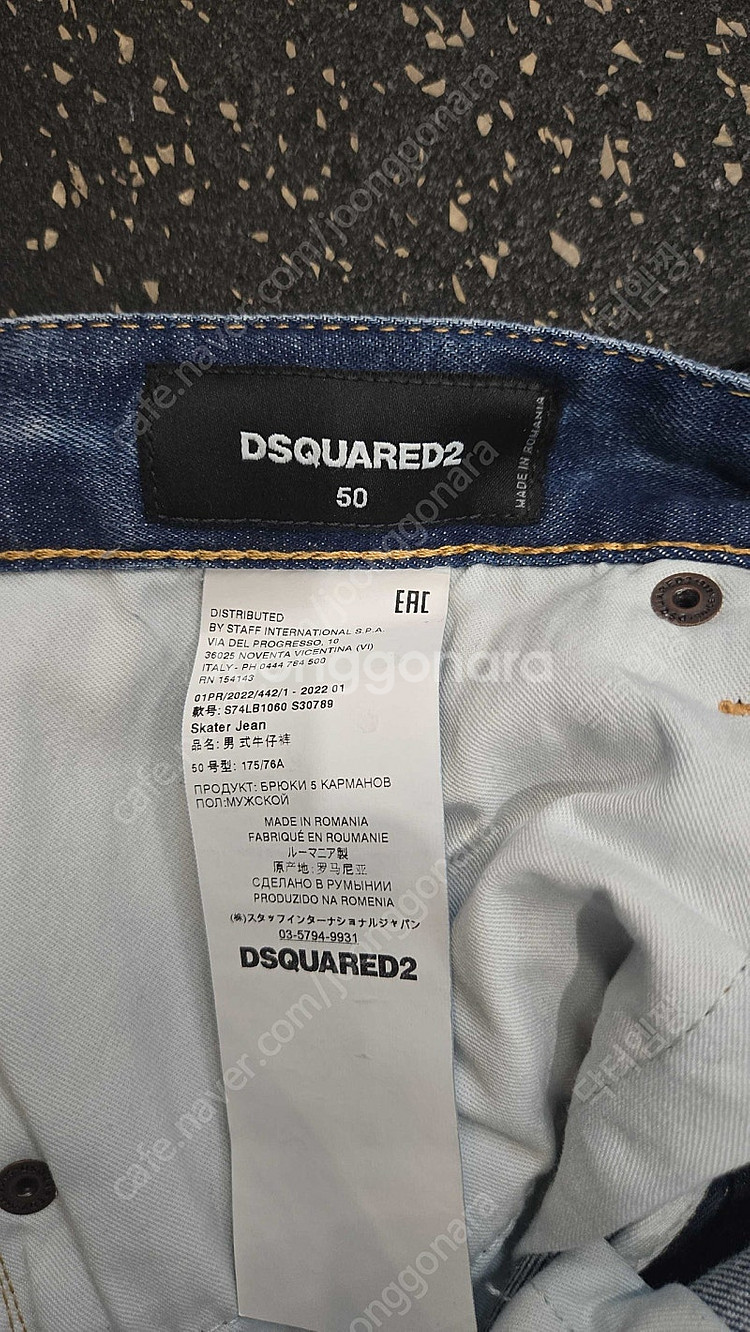 DSQUARED2
50
MADE IN ROMANIA
EAC
DISTRIBUTED
BY STAFF INTERNATIONAL S.P.A.
VIA DEL PROGRESSO, 10
36025 NOVENTA VICENTINA (VI)
ITALY - PH 0444 784 500
RN 154143
01PR/2022/442/1 - 2022 01
款号: S74LB1060 S30789
Skater Jean
品名: 男 式牛仔裤
50 号型: 175/76A
ПРОДУКТ: БРЮКИ 5 КАРМАНОВ
ПОЛ:МУЖСКОЙ
MADE IN ROMANIA
FABRIQUÉ EN ROUMANIE
ルーマニア製
原产地: 罗马尼亚
СДЕЛАНО В РУМЫНИИ
PRODUZIDO NA ROMENIA
(株)スタッフインターナショナルジャパン
03-5794-9931
DSQUARED2
cafe.naver.com/joonggonara